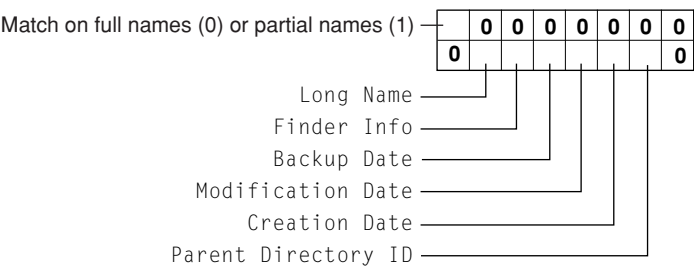 Match on full names (0) or partial names (1) 0 0 0 0 0 0 0
0 0
Long Name
Finder Info
Backup Date
Modification Date
Creation Date
Parent Directory ID